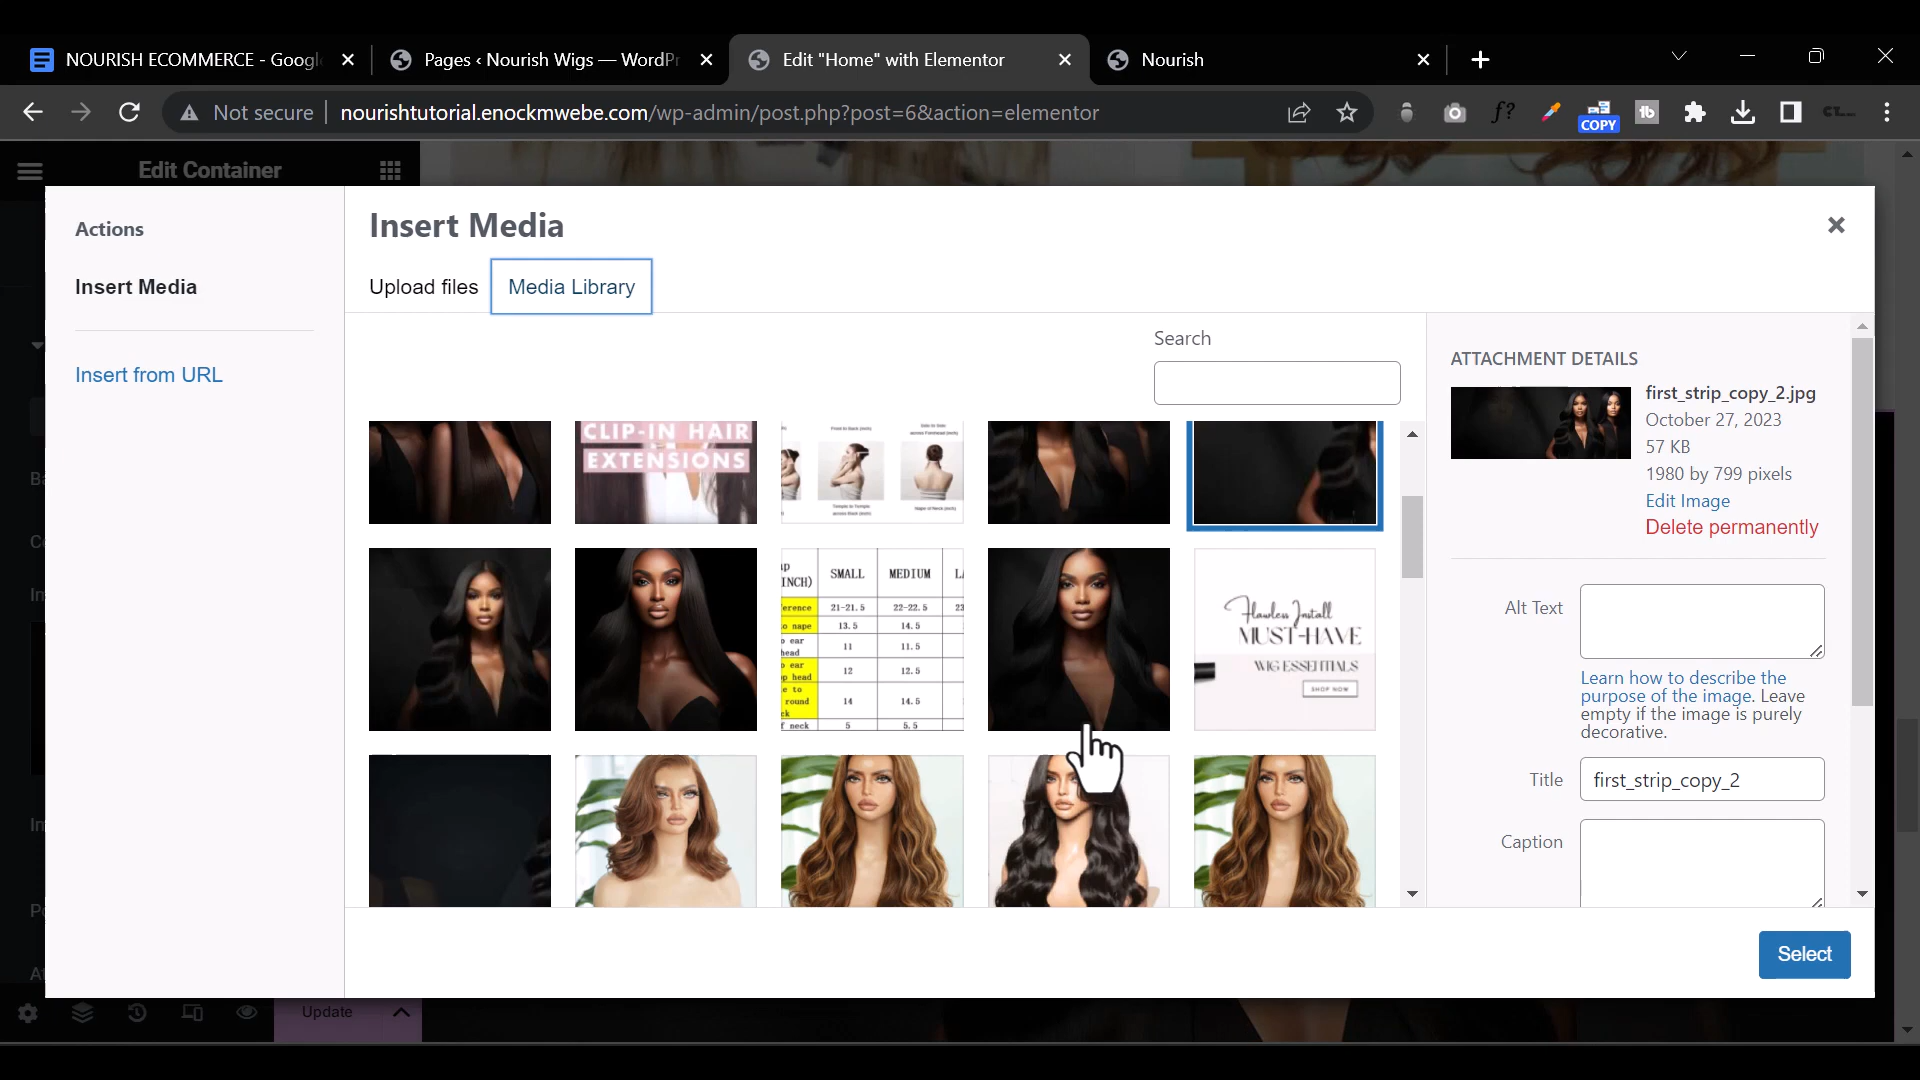 NOURISH ECOMMERCE - Googl
Pages ‹ Nourish Wigs — WordPr
Edit "Home" with Elementor
Nourish
Not secure
nourishtutorial.enockmwebe.com/wp-admin/post.php?post=6&action=elementor
f?
COPY
tb
Edit Container
Actions
Insert Media
Insert from URL
Insert Media
Upload files
Media Library
Search
CLIP-IN HAIR
EXTENSIONS
SMALL MEDIUM
INCH)
21-21.5 22-22.5
13.5 14.5
11 11.5
12 12.5
14 14.5
5 5.5
Flawless Install
MUST-HAVE
WIG ESSENTIALS
SHOP NOW
ATTACHMENT DETAILS
first_strip_copy_2.jpg
October 27, 2023
57 KB
1980 by 799 pixels
Edit Image
Delete permanently
Alt Text
Learn how to describe the
purpose of the image. Leave
empty if the image is purely
decorative.
Title
first_strip_copy_2
Caption
Select
Update